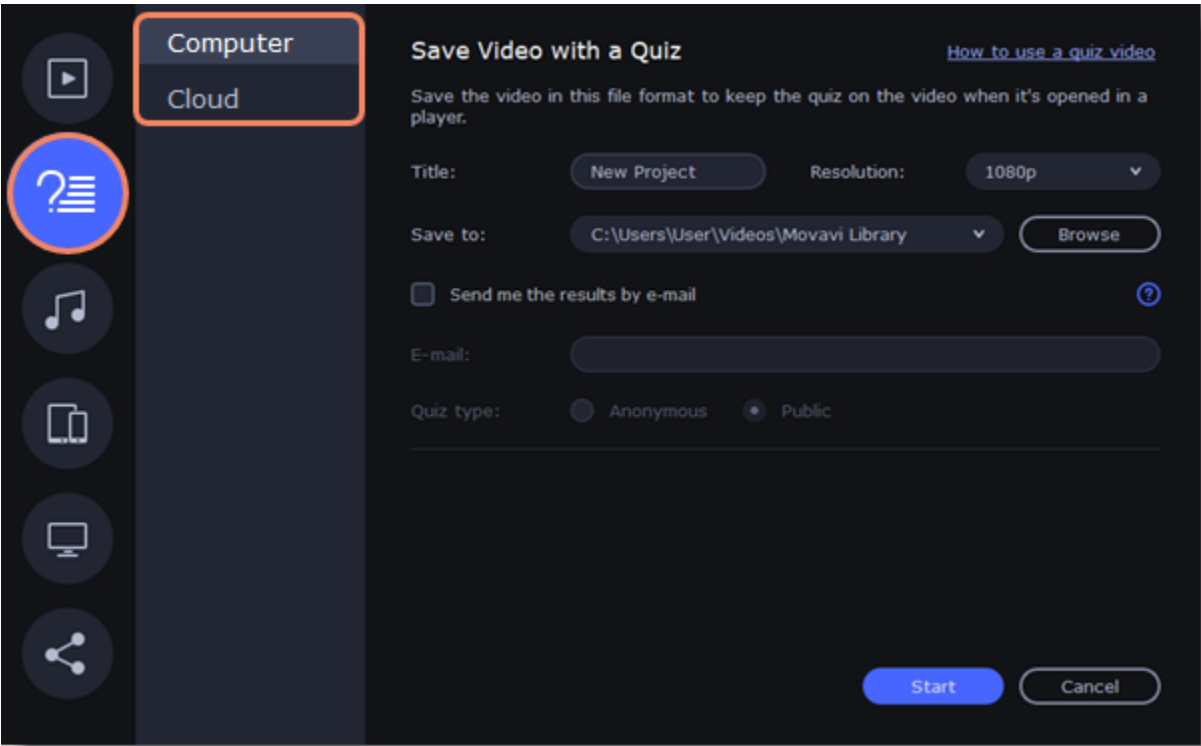 Computer
Cloud
Save Video with a Quiz
How to use a quiz video
Save the video in this file format to keep the quiz on the video when it's opened in a
player.
Title: New Project Resolution: 1080p
Save to: C:\Users\User\Videos\Movavi Library Browse
Send me the results by e-mail
E-mail:
Quiz type: Anonymous Public
Start Cancel